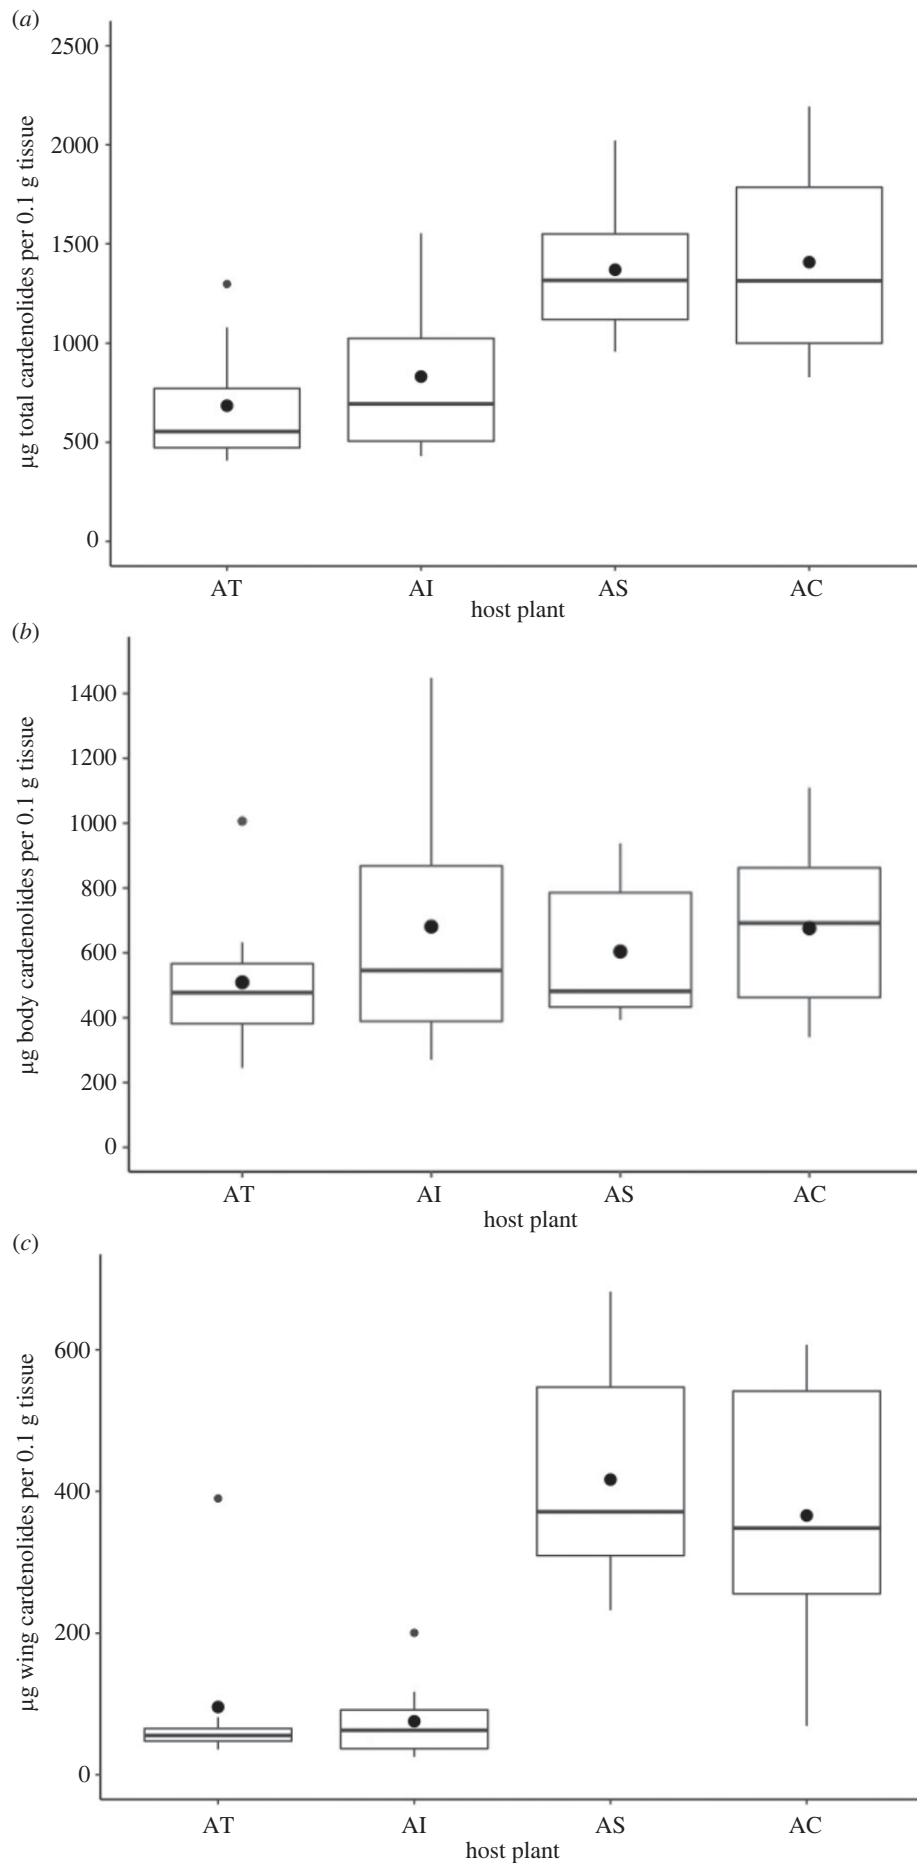 (a)
µg total cardenolides per 0.1 g tissue
2500
2000
1500
1000
500
0
AT AI AS AC
host plant
(b)
µg body cardenolides per 0.1 g tissue
1400
1200
1000
800
600
400
200
0
AT AI AS AC
host plant
(c)
µg wing cardenolides per 0.1 g tissue
600
400
200
0
AT AI AS AC
host plant